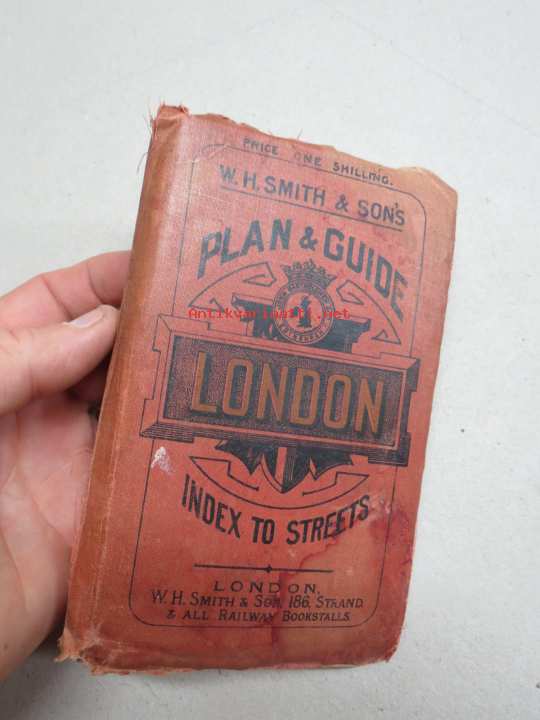 PRICE ONE SHILLING.
W. H. SMITH & SON'S
PLAN & GUIDE
Antikvariaatti.net
LONDON
INDEX TO STREETS
LONDON.
W. H. SMITH & SON, 186, STRAND
& ALL RAILWAY BOOKSTALLS.